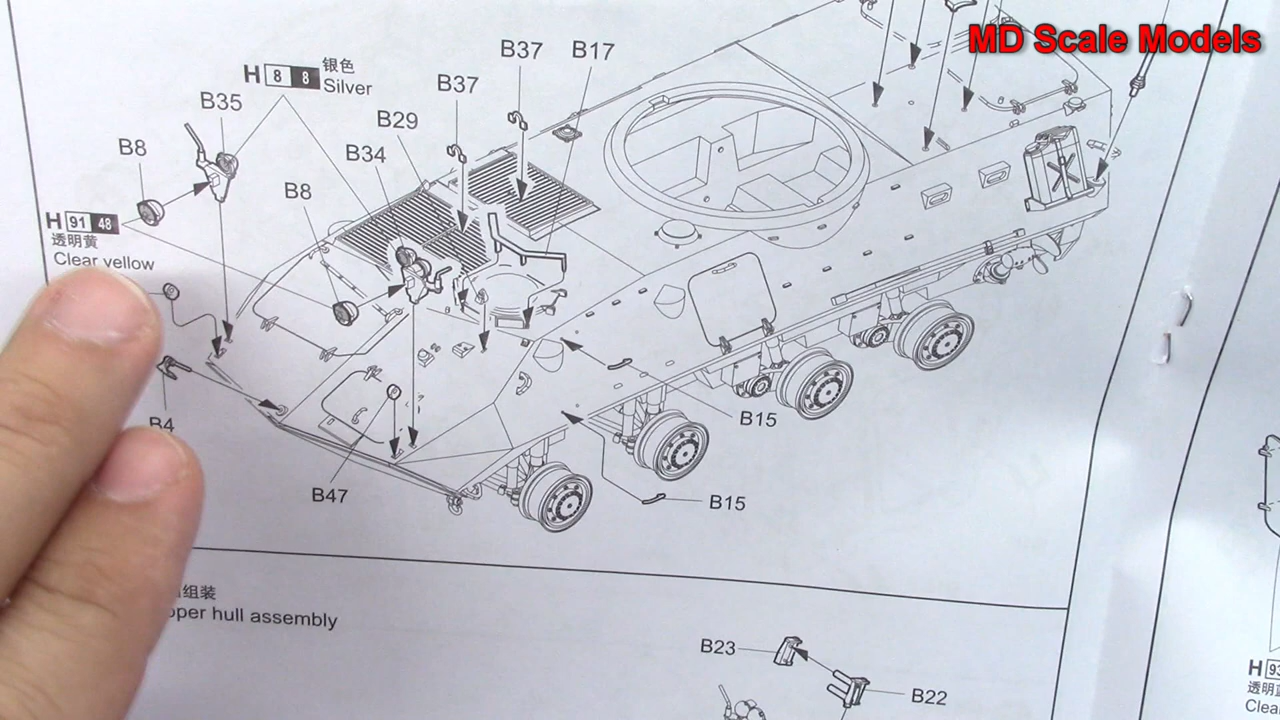 MD Scale Models
B37
B17
H 8 8 银色
Silver
B37
B35
B29
B8
B34
B8
H 91 48
透明黄
Clear yellow
B4
B15
B47
B15
组装
pper hull assembly
B23
B22
H 93
透明
Clea